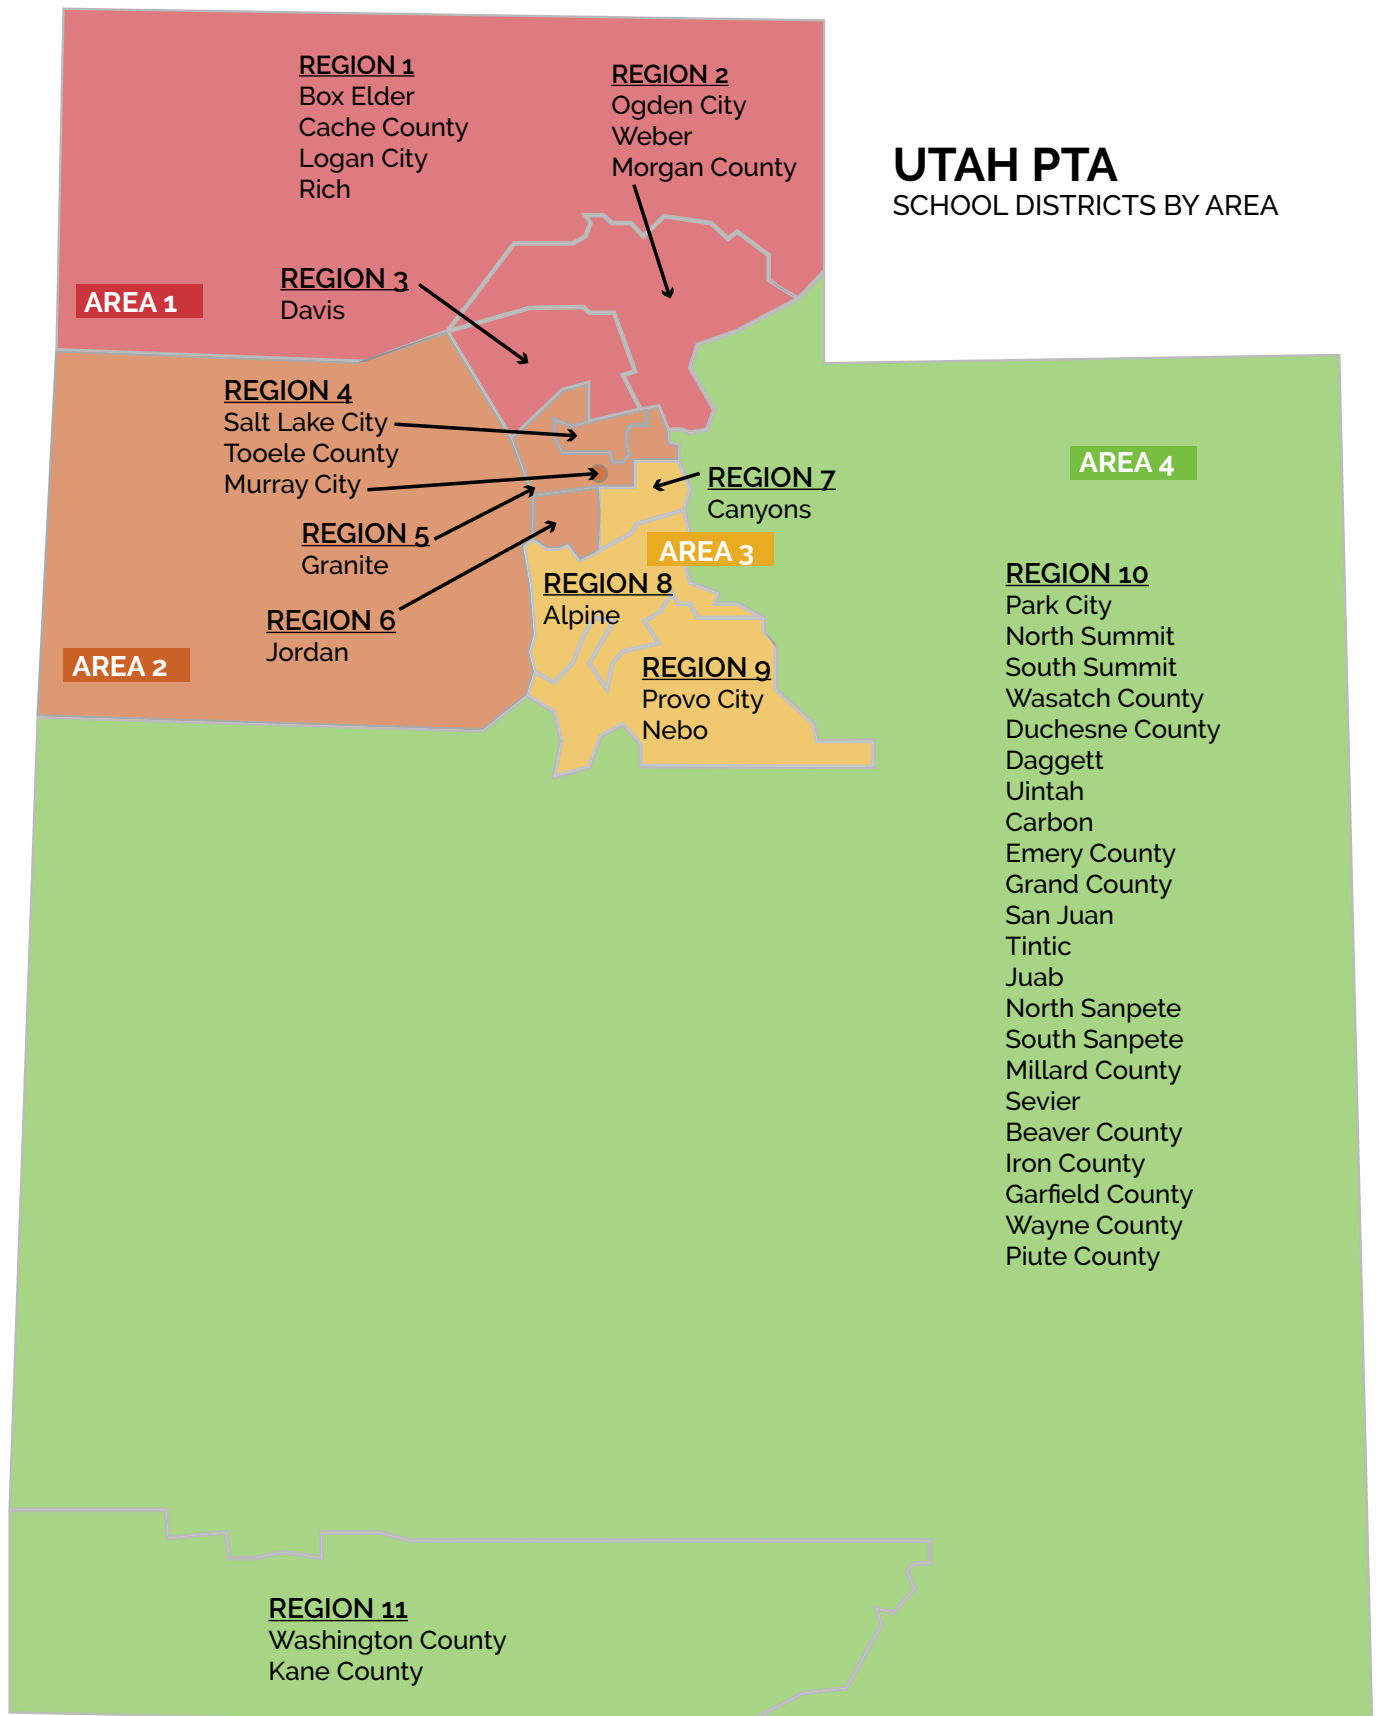 UTAH PTA
SCHOOL DISTRICTS BY AREA
AREA 1
REGION 1
Box Elder
Cache County
Logan City
Rich
REGION 2
Ogden City
Weber
Morgan County
REGION 3
Davis
AREA 2
REGION 4
Salt Lake City
Tooele County
Murray City
REGION 5
Granite
REGION 6
Jordan
AREA 3
REGION 7
Canyons
REGION 8
Alpine
REGION 9
Provo City
Nebo
AREA 4
REGION 10
Park City
North Summit
South Summit
Wasatch County
Duchesne County
Daggett
Uintah
Carbon
Emery County
Grand County
San Juan
Tintic
Juab
North Sanpete
South Sanpete
Millard County
Sevier
Beaver County
Iron County
Garfield County
Wayne County
Piute County
REGION 11
Washington County
Kane County